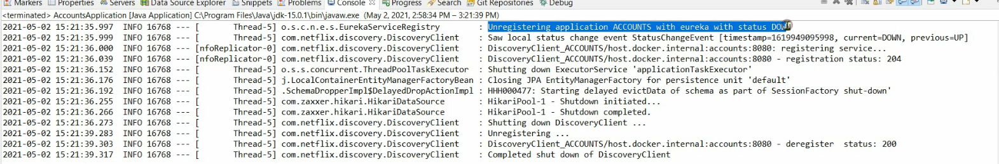 Markers Properties Servers Data Source Explorer Snippets Problems Console Progress Search Git Repositories Debug
<terminated> AccountsApplication [Java Application] C:\Program Files\Java\jdk-15.0.1\bin\javaw.exe (May 2, 2021, 2:58:34 PM – 3:21:39 PM)
2021-05-02 15:21:35.997 INFO 16768 --- [ Thread-5] o.s.c.n.e.s.EurekaServiceRegistry : Unregistering application ACCOUNTS with eureka with status DOWN
2021-05-02 15:21:35.999 INFO 16768 --- [ Thread-5] com.netflix.discovery.DiscoveryClient : Saw local status change event StatusChangeEvent [timestamp=1619949095998, current=DOWN, previous=UP]
2021-05-02 15:21:36.000 INFO 16768 --- [nfoReplicator-0] com.netflix.discovery.DiscoveryClient : DiscoveryClient_ACCOUNTS/host.docker.internal:accounts:8080: registering service...
2021-05-02 15:21:36.039 INFO 16768 --- [nfoReplicator-0] com.netflix.discovery.DiscoveryClient : DiscoveryClient_ACCOUNTS/host.docker.internal:accounts:8080 - registration status: 204
2021-05-02 15:21:36.152 INFO 16768 --- [ Thread-5] o.s.s.concurrent.ThreadPoolTaskExecutor : Shutting down ExecutorService 'applicationTaskExecutor'
2021-05-02 15:21:36.176 INFO 16768 --- [ Thread-5] j.LocalContainerEntityManagerFactoryBean : Closing JPA EntityManagerFactory for persistence unit 'default'
2021-05-02 15:21:36.192 INFO 16768 --- [ Thread-5] .SchemaDropperImpl$DelayedDropActionImpl : HHH000477: Starting delayed evictData of schema as part of SessionFactory shut-down'
2021-05-02 15:21:36.255 INFO 16768 --- [ Thread-5] com.zaxxer.hikari.HikariDataSource : HikariPool-1 - Shutdown initiated...
2021-05-02 15:21:36.266 INFO 16768 --- [ Thread-5] com.zaxxer.hikari.HikariDataSource : HikariPool-1 - Shutdown completed.
2021-05-02 15:21:36.273 INFO 16768 --- [ Thread-5] com.netflix.discovery.DiscoveryClient : Shutting down DiscoveryClient ...
2021-05-02 15:21:39.283 INFO 16768 --- [ Thread-5] com.netflix.discovery.DiscoveryClient : Unregistering ...
2021-05-02 15:21:39.303 INFO 16768 --- [ Thread-5] com.netflix.discovery.DiscoveryClient : DiscoveryClient_ACCOUNTS/host.docker.internal:accounts:8080 - deregister status: 200
2021-05-02 15:21:39.317 INFO 16768 --- [ Thread-5] com.netflix.discovery.DiscoveryClient : Completed shut down of DiscoveryClient